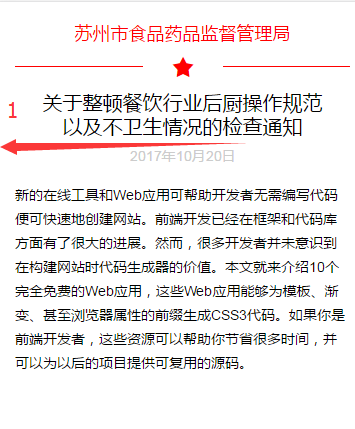 苏州市食品药品监督管理局
1
关于整顿餐饮行业后厨操作规范
以及不卫生情况的检查通知
2017年10月20日
新的在线工具和Web应用可帮助开发者无需编写代码
便可快速地创建网站。前端开发已经在框架和代码库
方面有了很大的进展。然而，很多开发者并未意识到
在构建网站时代码生成器的价值。本文就来介绍10个
完全免费的Web应用，这些Web应用能够为模板、渐
变、甚至浏览器属性的前缀生成CSS3代码。如果你是
前端开发者，这些资源可以帮助你节省很多时间，并
可以为以后的项目提供可复用的源码。